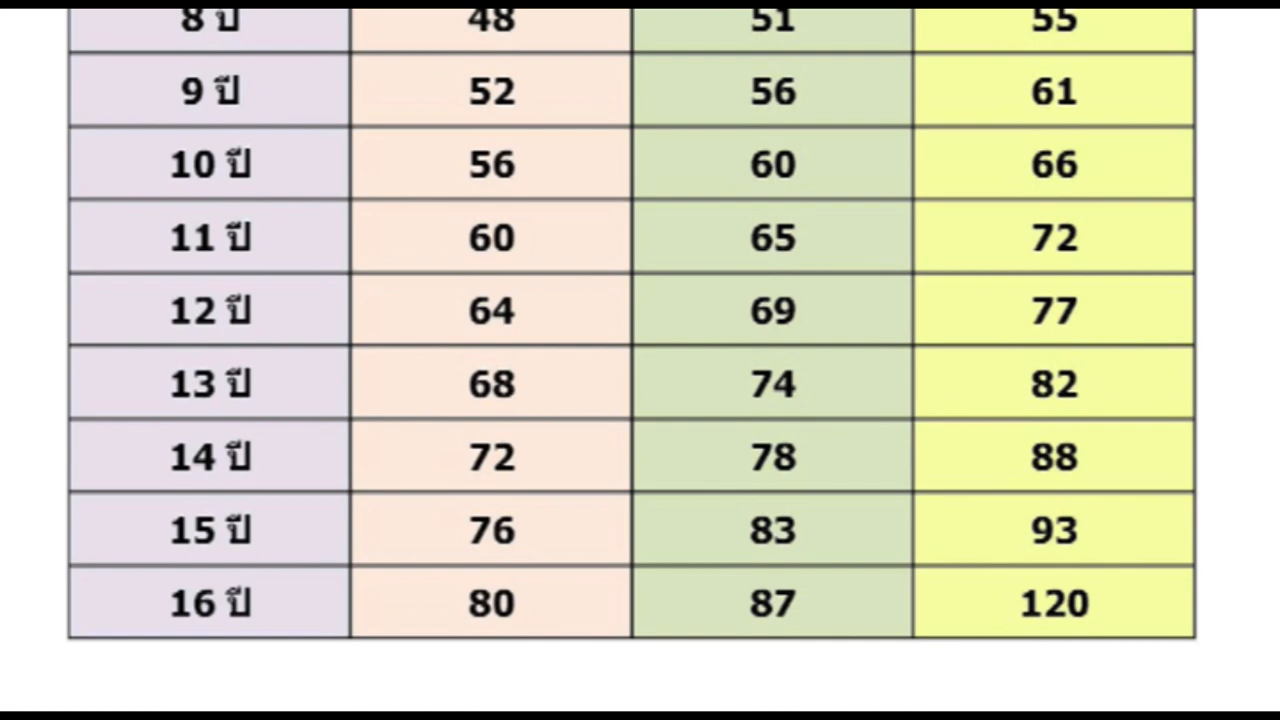 8 ปี 48 51 55
9 ปี 52 56 61
10 ปี 56 60 66
11 ปี 60 65 72
12 ปี 64 69 77
13 ปี 68 74 82
14 ปี 72 78 88
15 ปี 76 83 93
16 ปี 80 87 120